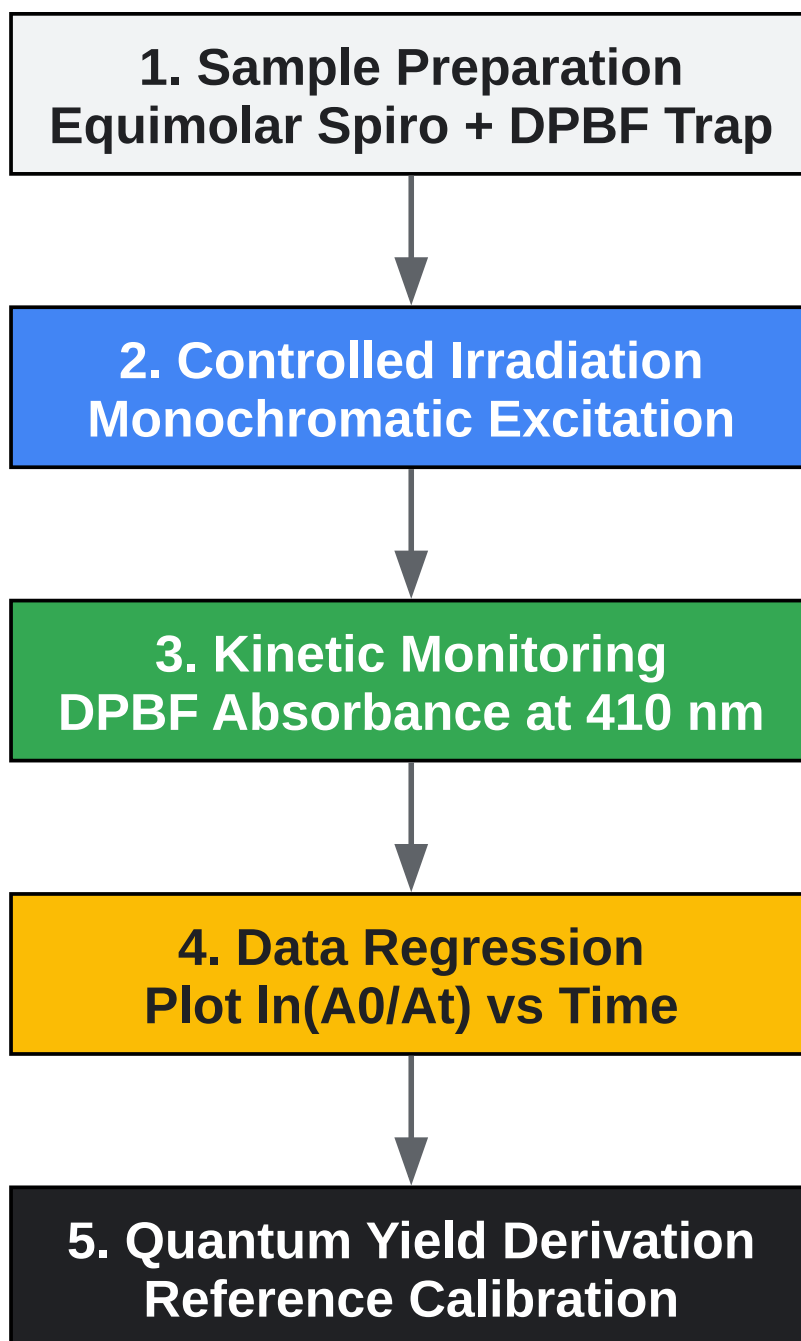 1. Sample Preparation
Equimolar Spiro + DPBF Trap
2. Controlled Irradiation
Monochromatic Excitation
3. Kinetic Monitoring
DPBF Absorbance at 410 nm
4. Data Regression
Plot ln(A0/At) vs Time
5. Quantum Yield Derivation
Reference Calibration